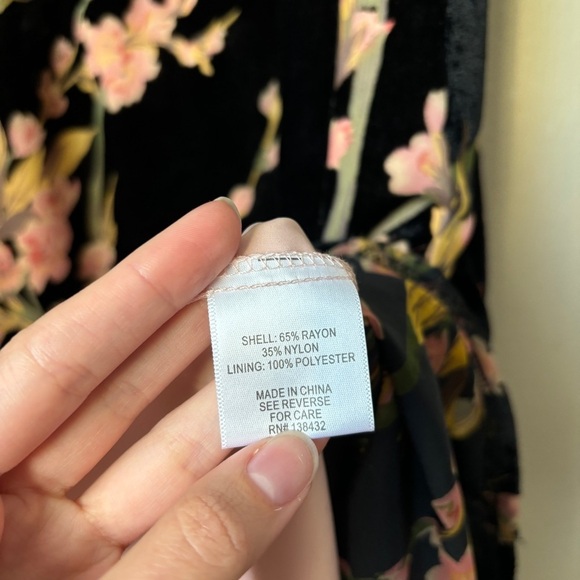 SHELL: 65% RAYON
35% NYLON
LINING: 100% POLYESTER
MADE IN CHINA
SEE REVERSE
FOR CARE
RN# 138432